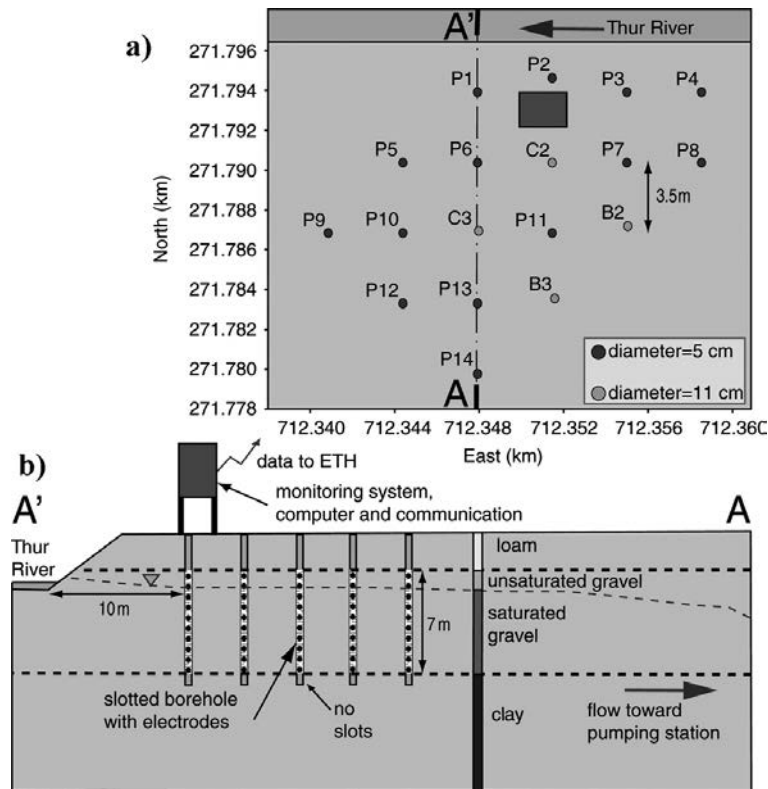 a)
A'
Thur River
271.796
271.794
271.792
271.790
271.788
271.786
271.784
271.782
271.780
271.778
North (km)
P1
P2
P3
P4
P5
P6
C2
P7
P8
3.5m
P9
P10
C3
P11
B2
P12
P13
B3
P14
A
diameter=5 cm
diameter=11 cm
712.340
712.344
712.348
712.352
712.356
712.360
East (km)
b)
data to ETH
monitoring system,
computer and communication
A'
A
Thur
River
10m
7m
loam
unsaturated gravel
saturated
gravel
slotted borehole
with electrodes
no
slots
clay
flow toward
pumping station